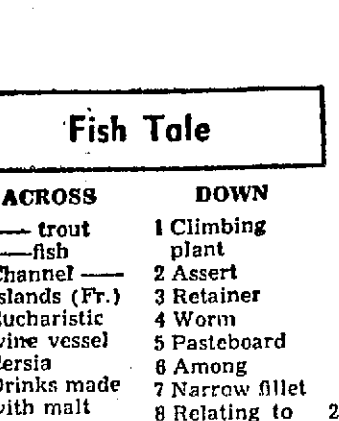 Fish Tale
ACROSS
— trout
—fish
Channel —
Islands (Fr.)
Eucharistic
wine vessel
Persia
Drinks made
with malt
DOWN
1 Climbing
plant
2 Assert
3 Retainer
4 Worm
5 Pasteboard
6 Among
7 Narrow fillet
8 Relating to 2